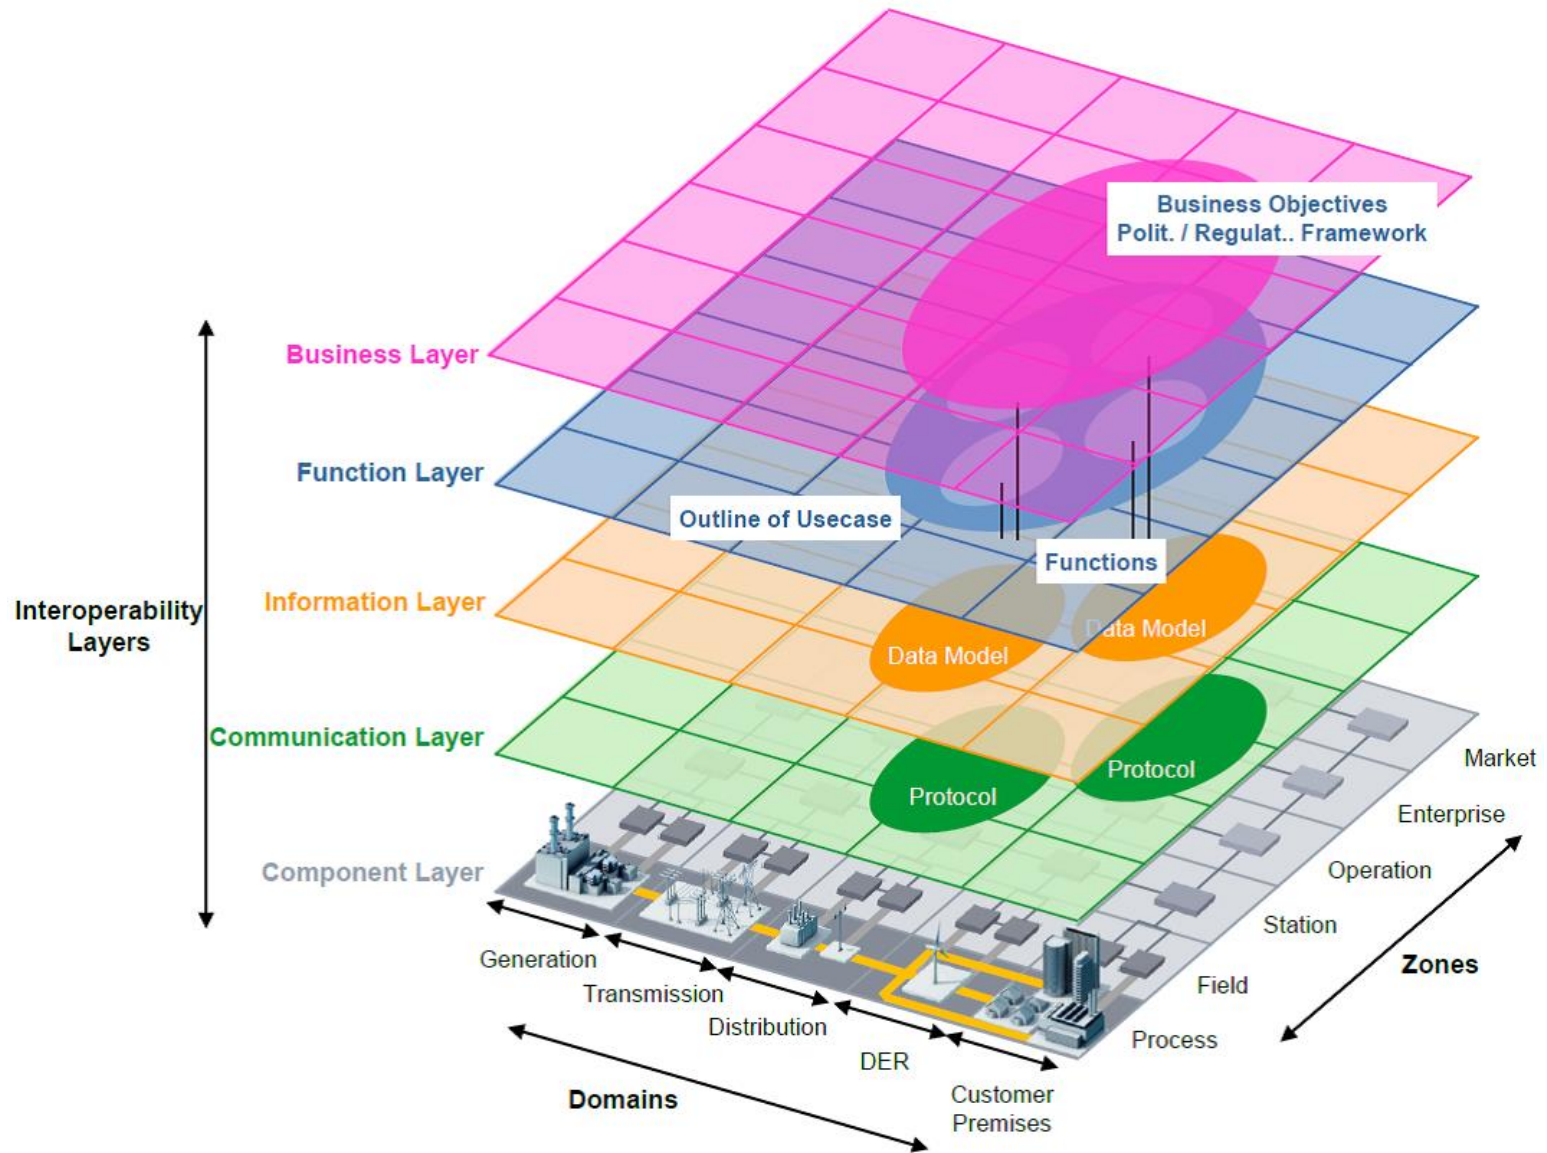 Business Objectives
Polit. / Regulat.. Framework
Business Layer
Function Layer
Outline of Usecase
Functions
Information Layer
Interoperability
Layers
Data Model
Data Model
Communication Layer
Protocol
Protocol
Component Layer
Market
Enterprise
Operation
Station
Field
Process
Zones
Generation
Transmission
Distribution
DER
Customer
Premises
Domains